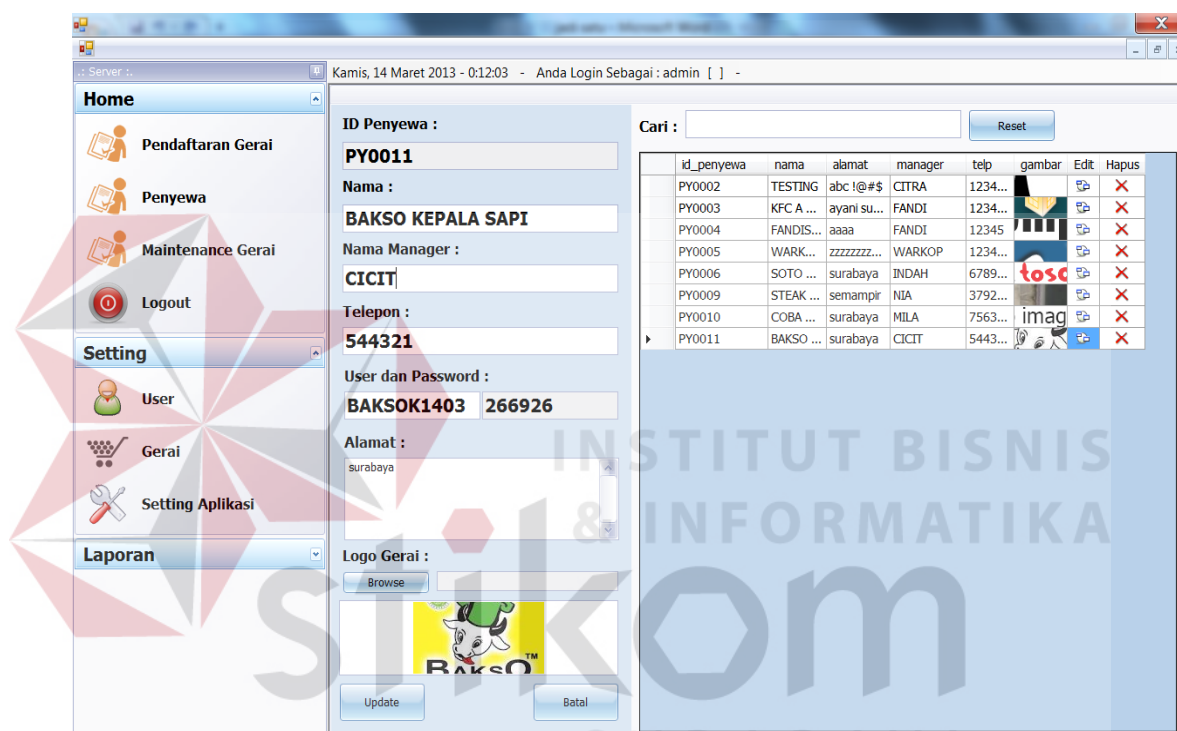 .: Server :.
Kamis, 14 Maret 2013 - 0:12:03 - Anda Login Sebagai : admin [ ] -
Home
Pendaftaran Gerai
Penyewa
Maintenance Gerai
Logout
Setting
User
Gerai
Setting Aplikasi
Laporan
ID Penyewa :
PY0011
Nama :
BAKSO KEPALA SAPI
Nama Manager :
CICIT
Telepon :
544321
User dan Password :
BAKSOK1403 266926
Alamat :
surabaya
Logo Gerai :
Browse
BAKSO TM
Update Batal
Cari : Reset
id_penyewa nama alamat manager telp gambar Edit Hapus
PY0002 TESTING abc !@#$ CITRA 1234...
PY0003 KFC A ... ayani su... FANDI 1234...
PY0004 FANDIS... aaaa FANDI 12345
PY0005 WARK... zzzzzzzz... WARKOP 1234...
PY0006 SOTO ... surabaya INDAH 6789... tosc
PY0009 STEAK ... semampir NIA 3792...
PY0010 COBA ... surabaya MILA 7563... imag
PY0011 BAKSO ... surabaya CICIT 5443...
INSTITUT BISNIS
& INFORMATIKA
stikom